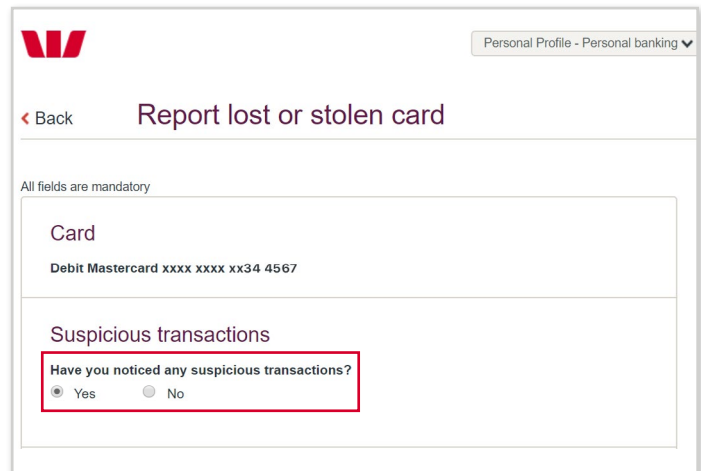 Personal Profile - Personal banking
Back
Report lost or stolen card
All fields are mandatory
Card
Debit Mastercard xxxx xxxx xx34 4567
Suspicious transactions
Have you noticed any suspicious transactions?
Yes No